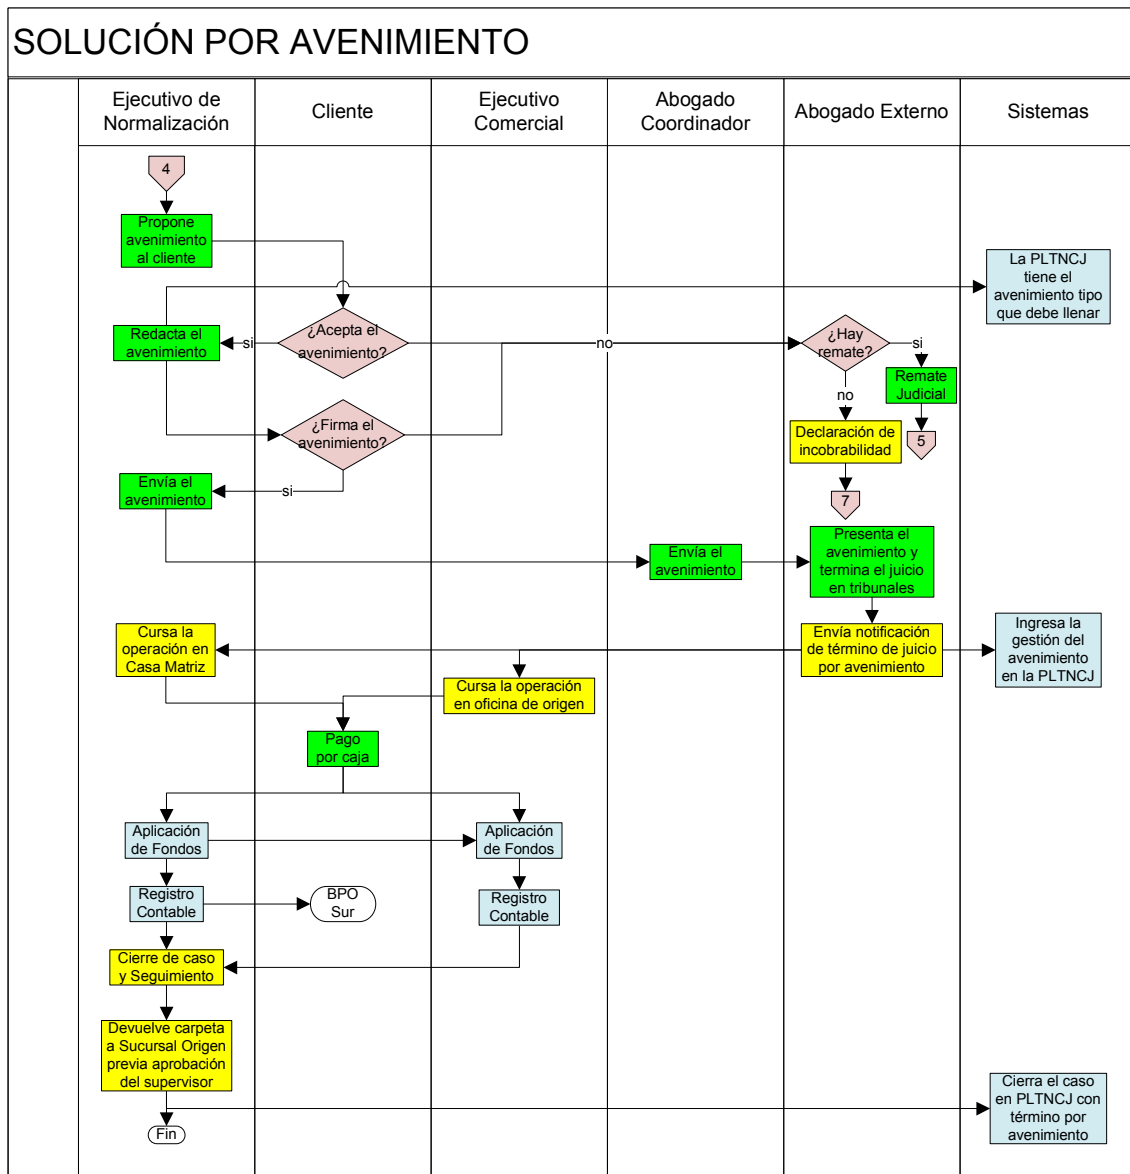 SOLUCIÓN POR AVENIMIENTO
Ejecutivo de
Normalización
Cliente
Ejecutivo
Comercial
Abogado
Coordinador
Abogado Externo
Sistemas
4
Propone
avenimiento
al cliente
La PLTNCJ
tiene el
avenimiento tipo
que debe llenar
Redacta el
avenimiento
si
¿Acepta el
avenimiento?
no
¿Hay
remate?
si
Remate
Judicial
no
5
¿Firma el
avenimiento?
Declaración de
incobrabilidad
Envía el
avenimiento
si
7
Envía el
avenimiento
Presenta el
avenimiento y
termina el juicio
en tribunales
Cursa la
operación en
Casa Matriz
Envía notificación
de término de juicio
por avenimiento
Ingresa la
gestión del
avenimiento
en la PLTNCJ
Cursa la operación
en oficina de origen
Pago
por caja
Aplicación
de Fondos
Aplicación
de Fondos
Registro
Contable
BPO
Sur
Registro
Contable
Cierre de caso
y Seguimiento
Devuelve carpeta
a Sucursal Origen
previa aprobación
del supervisor
Cierra el caso
en PLTNCJ con
término por
avenimiento
Fin